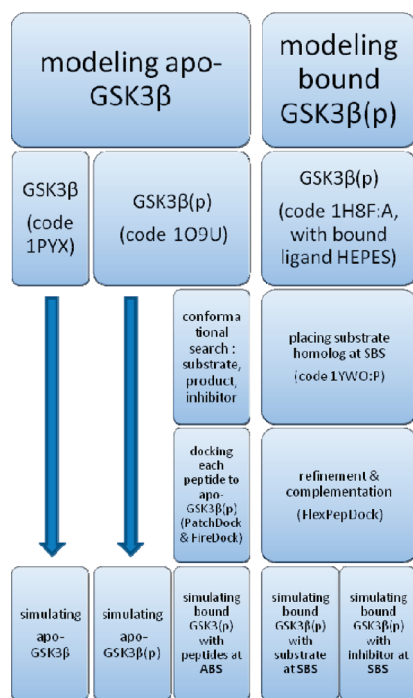 modeling apo-
GSK3β
modeling
bound
GSK3β(p)
GSK3β
(code
1PYX)
GSK3β(p)
(code 1O9U)
GSK3β(p)
(code 1H8F:A,
with bound
ligand HEPES)
conforma
tional
search :
substrate,
product,
inhibitor
placing substrate
homolog at SBS
(code 1YWO:P)
docking
each
peptide to
apo-
GSK3β(p)
(PatchDock
& FireDock)
refinement &
complementation
(FlexPepDock)
simulating
apo-
GSK3β
simulating
apo-
GSK3β(p)
simulating
bound
GSK3(p)
with
peptides at
ABS
simulating
bound
GSK3β(p)
with
substrate
at SBS
simulating
bound
GSK3β(p)
with
inhibitor at
SBS